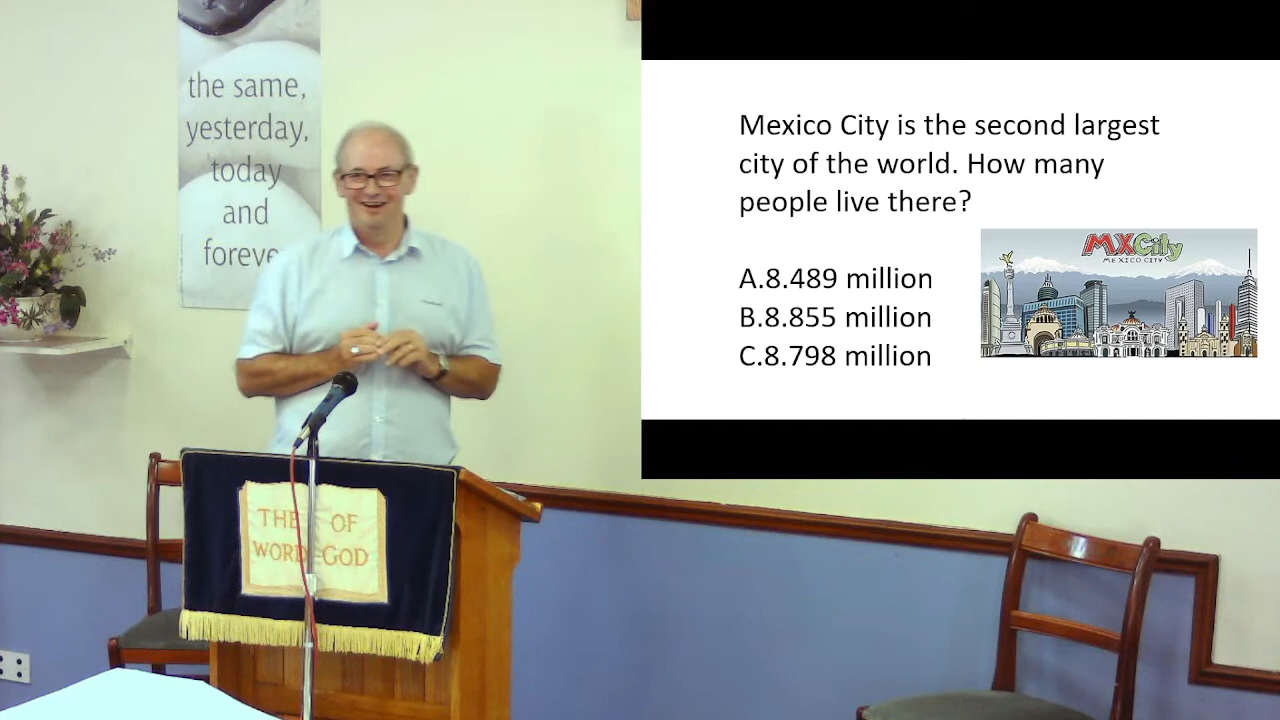 the same,
yesterday,
today
and
foreve
THE OF
WORD GOD
Mexico City is the second largest
city of the world. How many
people live there?
A.8.489 million
B.8.855 million
C.8.798 million
MXCity
MEXICO CITY